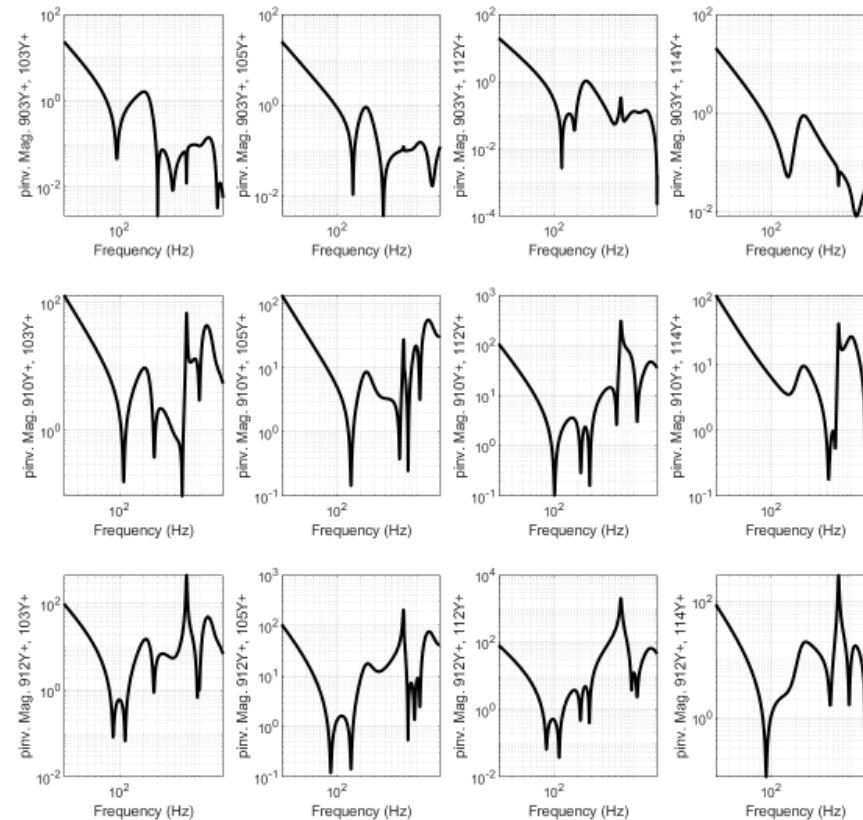 pinv. Mag. 903Y+, 103Y+
10^2
10^0
10^-2
10^2
Frequency (Hz)
pinv. Mag. 903Y+, 105Y+
10^2
10^0
10^-2
10^2
Frequency (Hz)
pinv. Mag. 903Y+, 112Y+
10^2
10^0
10^-2
10^-4
10^2
Frequency (Hz)
pinv. Mag. 903Y+, 114Y+
10^2
10^0
10^-2
10^2
Frequency (Hz)
pinv. Mag. 910Y+, 103Y+
10^2
10^0
10^2
Frequency (Hz)
pinv. Mag. 910Y+, 105Y+
10^2
10^1
10^0
10^-1
10^2
Frequency (Hz)
pinv. Mag. 910Y+, 112Y+
10^3
10^2
10^1
10^0
10^-1
10^2
Frequency (Hz)
pinv. Mag. 910Y+, 114Y+
10^2
10^1
10^0
10^-1
10^2
Frequency (Hz)
pinv. Mag. 912Y+, 103Y+
10^2
10^0
10^-2
10^2
Frequency (Hz)
pinv. Mag. 912Y+, 105Y+
10^3
10^2
10^1
10^0
10^-1
10^2
Frequency (Hz)
pinv. Mag. 912Y+, 112Y+
10^4
10^2
10^0
10^-2
10^2
Frequency (Hz)
pinv. Mag. 912Y+, 114Y+
10^2
10^0
10^2
Frequency (Hz)